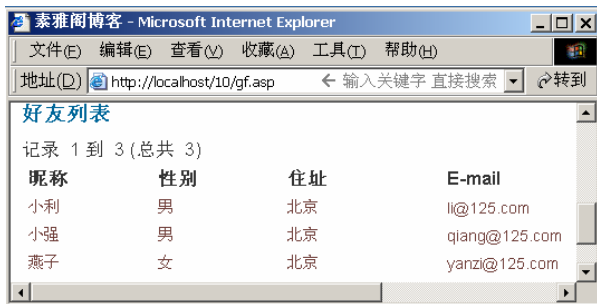 素雅阁博客 - Microsoft Internet Explorer
文件(F) 编辑(E) 查看(V) 收藏(A) 工具(T) 帮助(H)
地址(D) http://localhost/10/gf.asp ← 输入关键字 直接搜索 转到
好友列表
记录 1 到 3 (总共 3)
昵称 性别 住址 E-mail
小利 男 北京 li@125.com
小强 男 北京 qiang@125.com
燕子 女 北京 yanzi@125.com